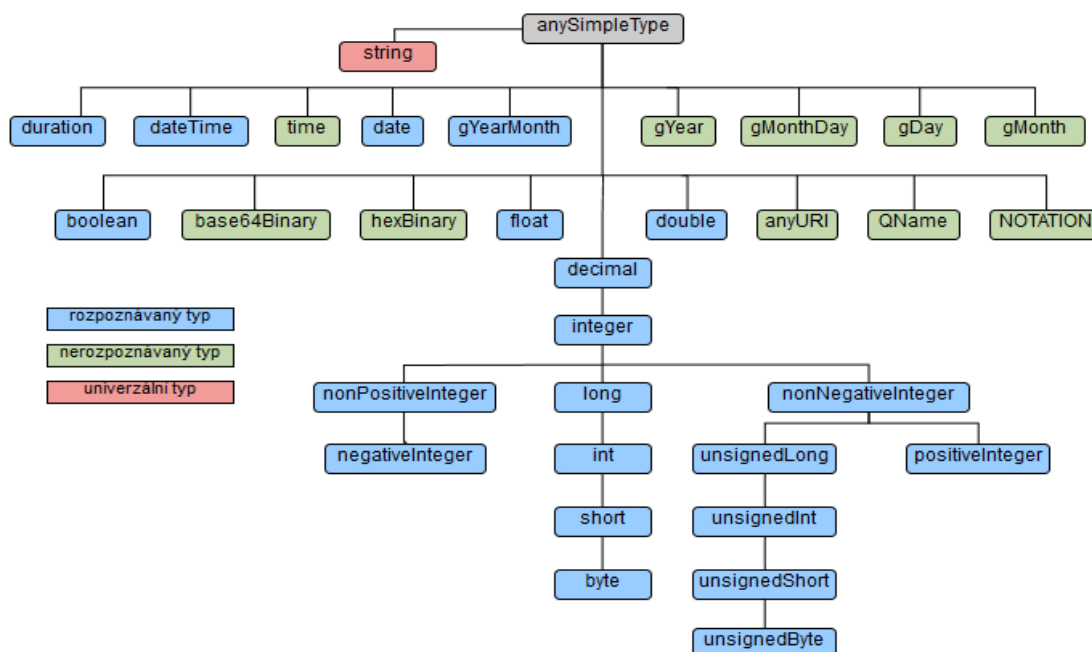 anySimpleType
string
duration
dateTime
time
date
gYearMonth
gYear
gMonthDay
gDay
gMonth
boolean
base64Binary
hexBinary
float
double
anyURI
QName
NOTATION
decimal
integer
rozpoznávaný typ
nerozpoznávaný typ
univerzální typ
nonPositiveInteger
long
nonNegativeInteger
negativeInteger
int
unsignedLong
positiveInteger
short
unsignedInt
byte
unsignedShort
unsignedByte